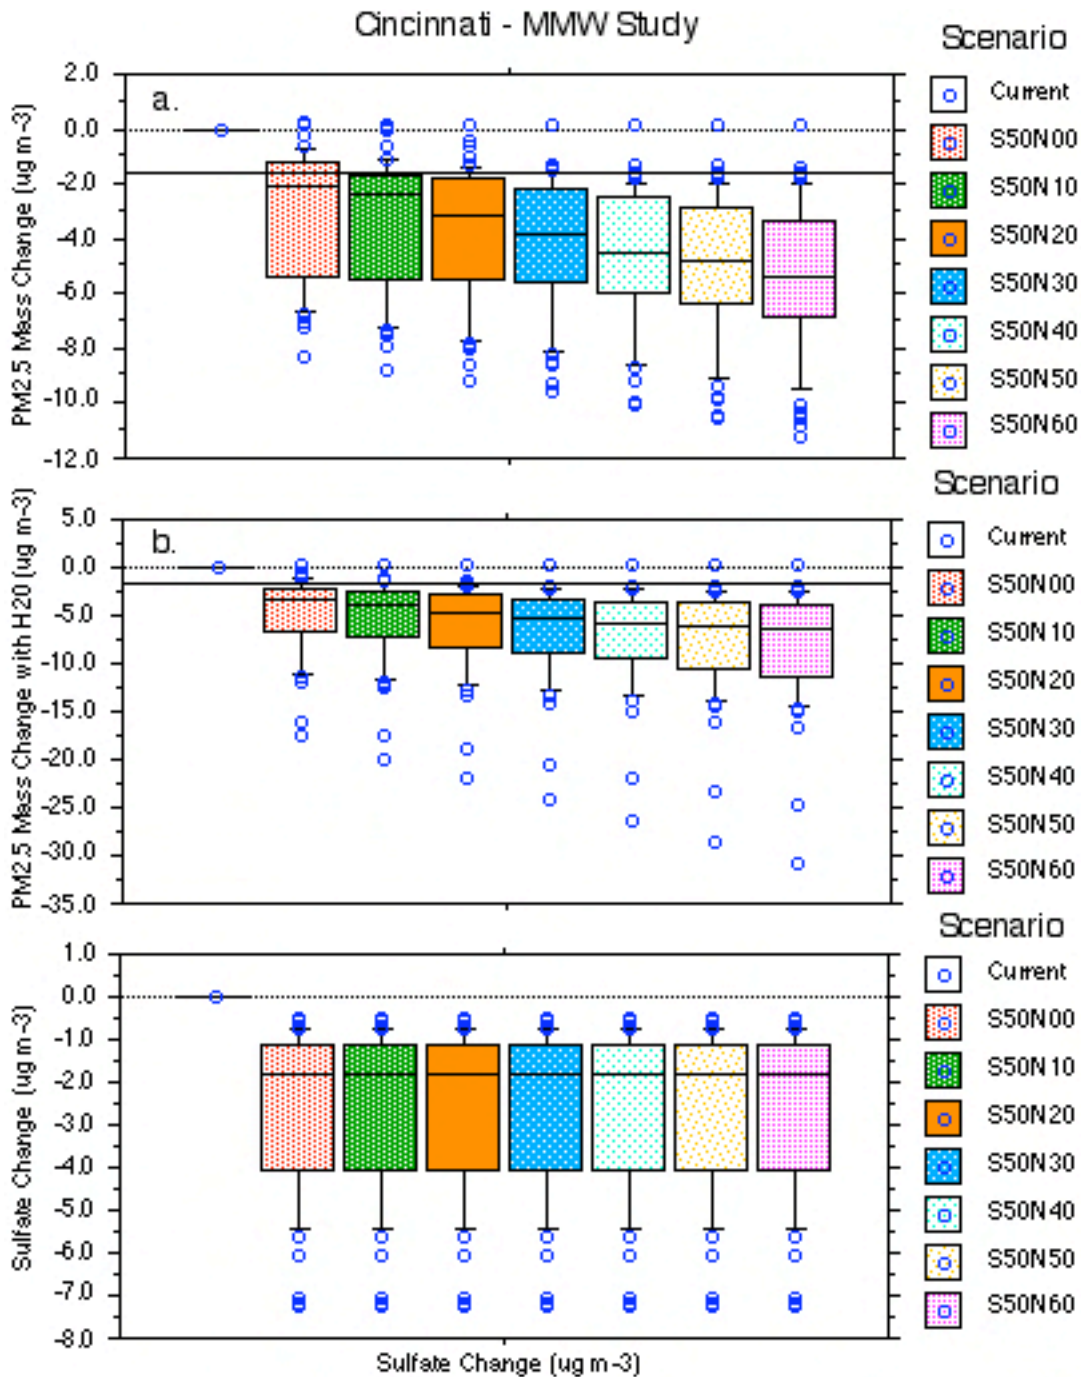 Cincinnati - MMW Study
Scenario
Current
S50N00
S50N10
S50N20
S50N30
S50N40
S50N50
S50N60
a.
2.0
0.0
-2.0
-4.0
-6.0
-8.0
-10.0
-12.0
PM2.5 Mass Change (ug m-3)
Scenario
Current
S50N00
S50N10
S50N20
S50N30
S50N40
S50N50
S50N60
b.
5.0
0.0
-5.0
-10.0
-15.0
-20.0
-25.0
-30.0
-35.0
PM2.5 Mass Change with H20 (ug m-3)
Scenario
Current
S50N00
S50N10
S50N20
S50N30
S50N40
S50N50
S50N60
1.0
0.0
-1.0
-2.0
-3.0
-4.0
-5.0
-6.0
-7.0
-8.0
Sulfate Change (ug m-3)
Sulfate Change (ug m-3)